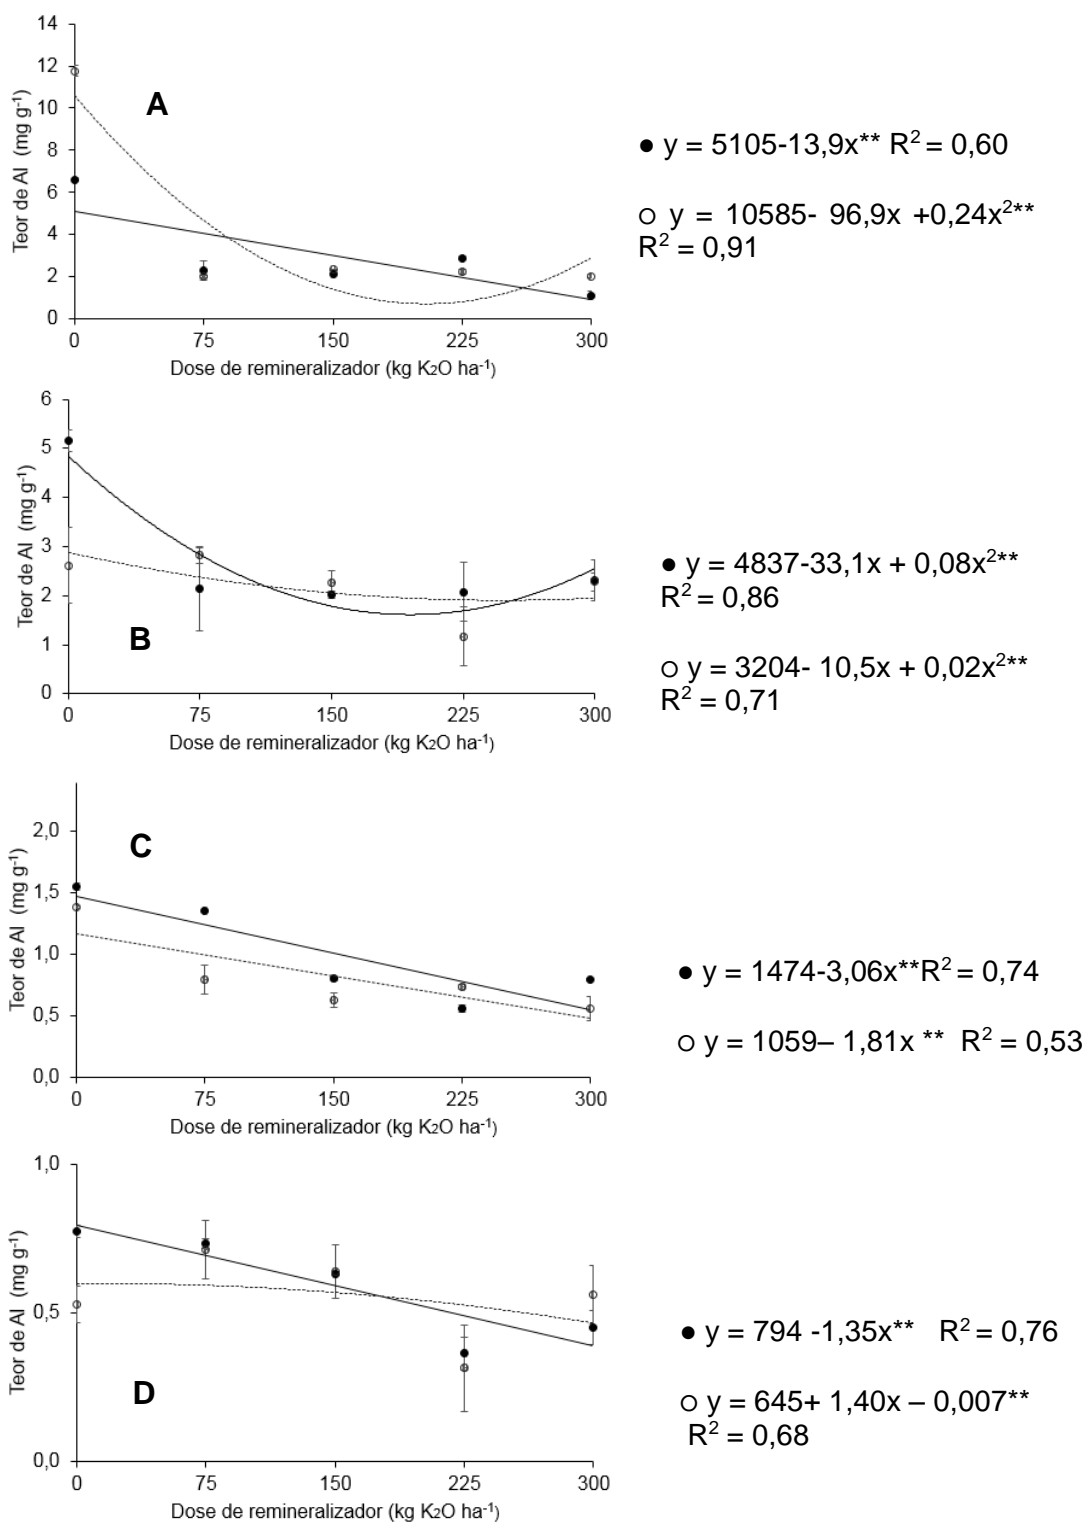 14
12
10
8
6
4
2
0
Teor de Al (mg g-1)
A
0 75 150 225 300
Dose de remineralizador (kg K2O ha-1)
● y = 5105-13,9x** R2 = 0,60
○ y = 10585- 96,9x +0,24x2**
R2 = 0,91
6
5
4
3
2
1
0
Teor de Al (mg g-1)
B
0 75 150 225 300
Dose de remineralizador (kg K2O ha-1)
● y = 4837-33,1x + 0,08x2**
R2 = 0,86
○ y = 3204- 10,5x + 0,02x2**
R2 = 0,71
2,0
1,5
1,0
0,5
0,0
Teor de Al (mg g-1)
C
0 75 150 225 300
Dose de remineralizador (kg K2O ha-1)
● y = 1474-3,06x**R2 = 0,74
○ y = 1059– 1,81x ** R2 = 0,53
1,0
0,5
0,0
Teor de Al (mg g-1)
D
0 75 150 225 300
Dose de remineralizador (kg K2O ha-1)
● y = 794 -1,35x** R2 = 0,76
○ y = 645+ 1,40x – 0,007**
R2 = 0,68